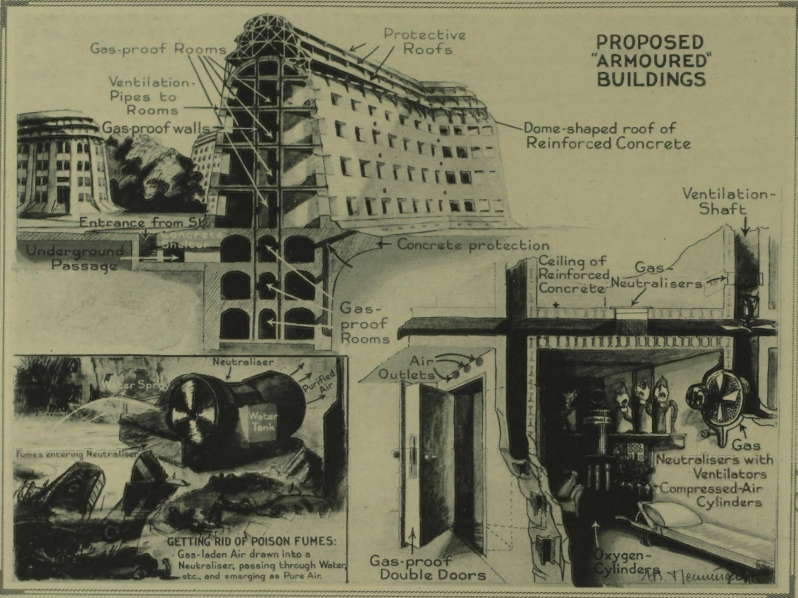 PROPOSED
"ARMOURED"
BUILDINGS
Gas-proof Rooms
Protective
Roofs
Ventilation-
Pipes to
Rooms
Gas-proof walls
Dome-shaped roof of
Reinforced Concrete
Entrance from St.
Concrete
Shelter
Underground
Passage
Concrete protection
Gas-
proof
Rooms
Ventilation-
Shaft
Ceiling of
Reinforced
Concrete
Gas-
Neutralisers
Air
Outlets
Gas-proof
Double Doors
Gas
Neutralisers with
Ventilators
Compressed-Air
Cylinders
Oxygen-
Cylinders
Neutraliser
Water Spray
Purified
Air
Water
Tank
Fumes entering Neutraliser
GETTING RID OF POISON FUMES:
Gas-laden Air drawn into a
Neutraliser, passing through Water,
etc., and emerging as Pure Air.